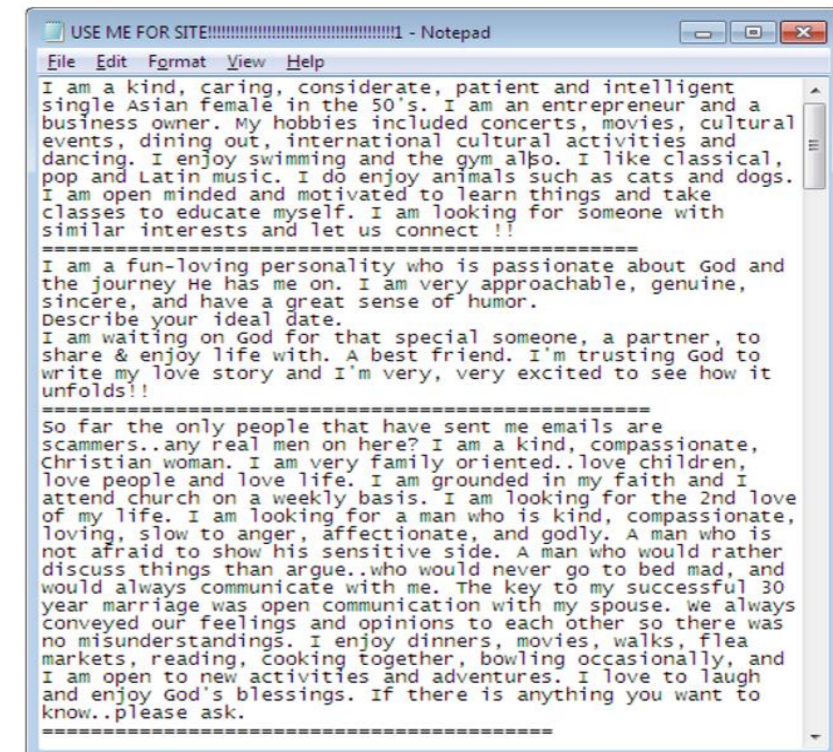 USE ME FOR SITE!!!!!!!!!!!!!!!!!!!!!!!!!!!!!!!!!!!!!!!!!!1 - Notepad
File Edit Format View Help
I am a kind, caring, considerate, patient and intelligent
single Asian female in the 50's. I am an entrepreneur and a
business owner. My hobbies included concerts, movies, cultural
events, dining out, international cultural activities and
dancing. I enjoy swimming and the gym also. I like classical,
pop and Latin music. I do enjoy animals such as cats and dogs.
I am open minded and motivated to learn things and take
classes to educate myself. I am looking for someone with
similar interests and let us connect !!
====================================================
I am a fun-loving personality who is passionate about God and
the journey He has me on. I am very approachable, genuine,
sincere, and have a great sense of humor.
Describe your ideal date.
I am waiting on God for that special someone, a partner, to
share & enjoy life with. A best friend. I'm trusting God to
write my love story and I'm very, very excited to see how it
unfolds!!
=====================================================
So far the only people that have sent me emails are
scammers..any real men on here? I am a kind, compassionate,
Christian woman. I am very family oriented..love children,
love people and love life. I am grounded in my faith and I
attend church on a weekly basis. I am looking for the 2nd love
of my life. I am looking for a man who is kind, compassionate,
loving, slow to anger, affectionate, and godly. A man who is
not afraid to show his sensitive side. A man who would rather
discuss things than argue..who would never go to bed mad, and
would always communicate with me. The key to my successful 30
year marriage was open communication with my spouse. We always
conveyed our feelings and opinions to each other so there was
no misunderstandings. I enjoy dinners, movies, walks, flea
markets, reading, cooking together, bowling occasionally, and
I am open to new activities and adventures. I love to laugh
and enjoy God's blessings. If there is anything you want to
know..please ask.
=============================================